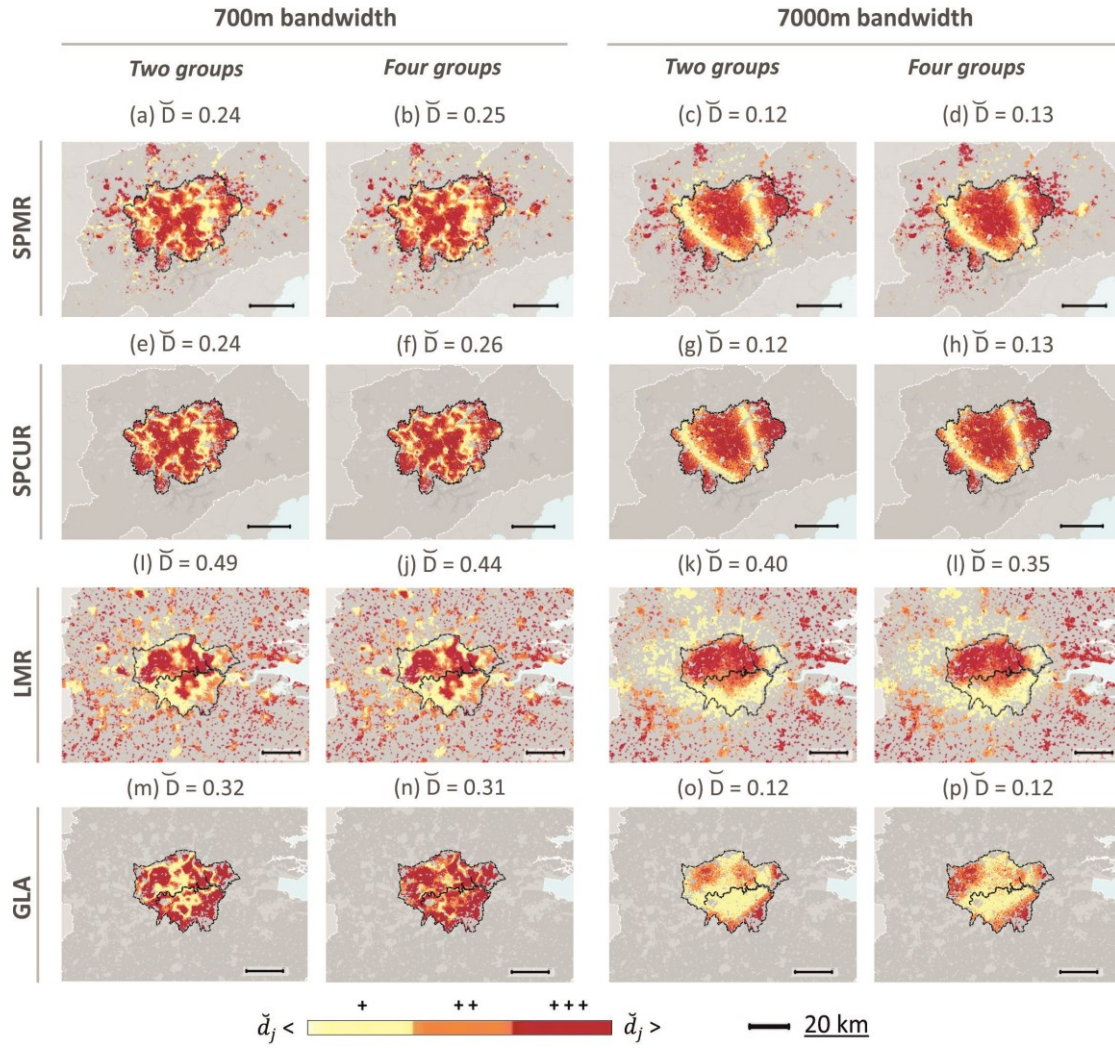 700m bandwidth 7000m bandwidth
Two groups Four groups Two groups Four groups
(a) D̆ = 0.24 (b) D̆ = 0.25 (c) D̆ = 0.12 (d) D̆ = 0.13
SPMR
(e) D̆ = 0.24 (f) D̆ = 0.26 (g) D̆ = 0.12 (h) D̆ = 0.13
SPCUR
(I) D̆ = 0.49 (j) D̆ = 0.44 (k) D̆ = 0.40 (l) D̆ = 0.35
LMR
(m) D̆ = 0.32 (n) D̆ = 0.31 (o) D̆ = 0.12 (p) D̆ = 0.12
GLA
+ ++ +++
d̆j < d̆j > 20 km